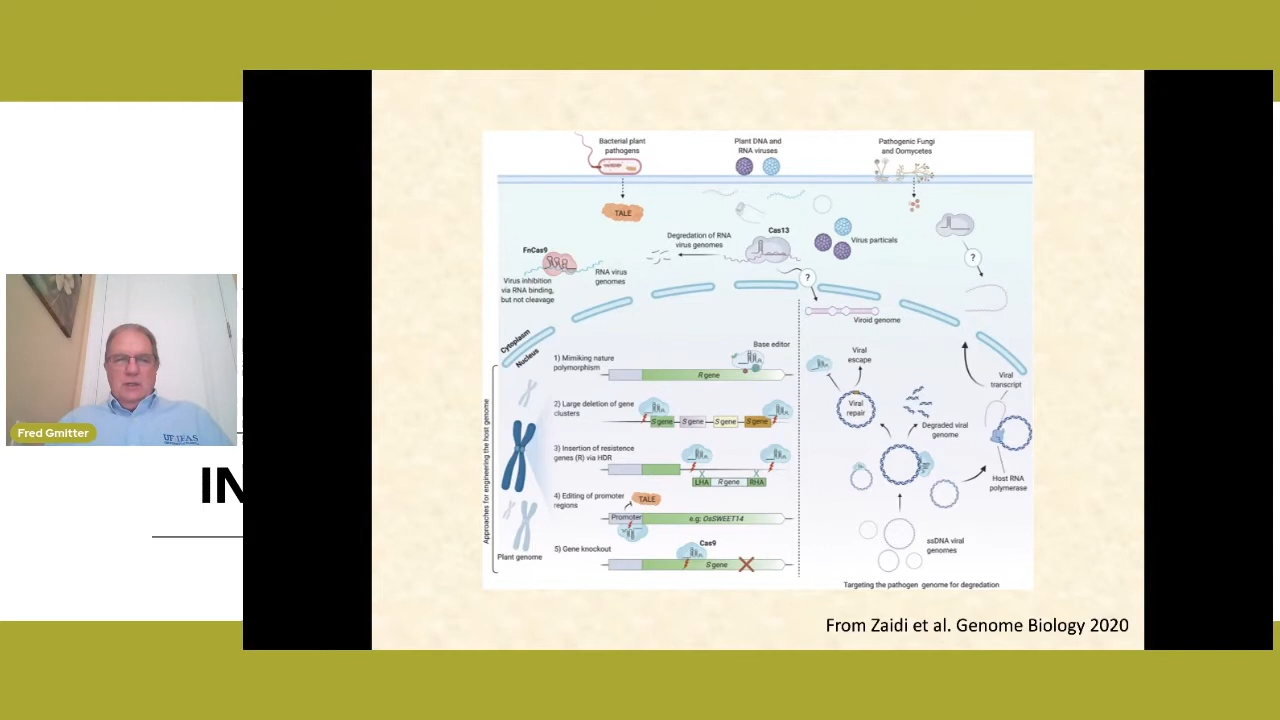 Bacterial plant
pathogens
Plant DNA and
RNA viruses
Pathogenic Fungi
and Oomycetes
TALE
Degradation of RNA
virus genomes
Cas13
Virus particals
?
FnCas9
Virus inhibition
via RNA binding,
but not cleavage
RNA virus
genomes
?
Viroid genome
Cytoplasm
Nucleus
Approaches for engineering the host genome
Plant genome
1) Mimiking nature
polymorphism
Base editor
R gene
2) Large deletion of gene
clusters
S gene
S gene
S gene
S gene
3) Insertion of resistence
genes (R) via HDR
LHA
R gene
RHA
4) Editing of promoter
regions
TALE
Promoter
e.g; OsSWEET14
5) Gene knockout
Cas9
S gene
Viral
escape
Viral
repair
Degraded viral
genome
Viral
transcript
Host RNA
polymerase
ssDNA viral
genomes
Targeting the pathogen genome for degradation
From Zaidi et al. Genome Biology 2020
Fred Gmitter
UF IFAS
IN